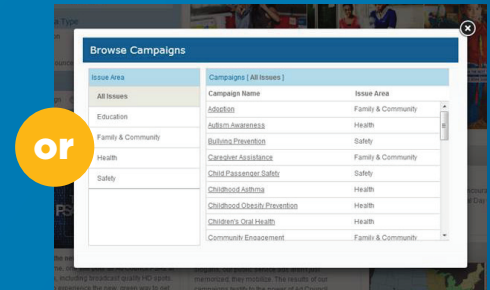 Browse Campaigns
Issue Area
All Issues
Education
Family & Community
Health
Safety
Campaigns [ All Issues ]
Campaign Name Issue Area
Adoption Family & Community
Autism Awareness Health
Bullying Prevention Safety
Caregiver Assistance Family & Community
Child Passenger Safety Safety
Childhood Asthma Health
Childhood Obesity Prevention Health
Children's Oral Health Health
Community Engagement Family & Community
or